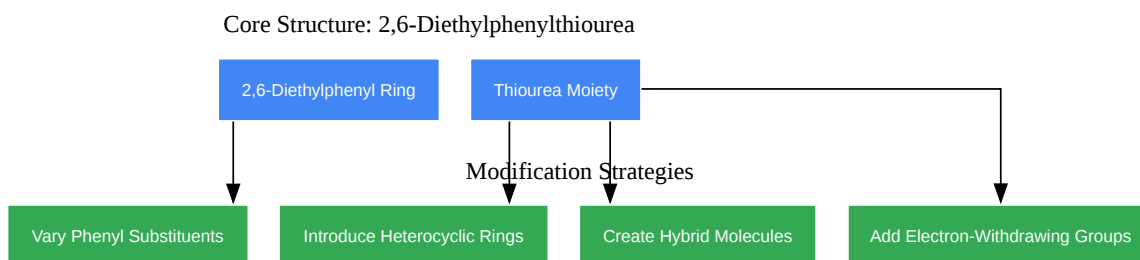 Core Structure: 2,6-Diethylphenylthiourea
2,6-Diethylphenyl Ring
Thiourea Moiety
Modification Strategies
Vary Phenyl Substituents
Introduce Heterocyclic Rings
Create Hybrid Molecules
Add Electron-Withdrawing Groups